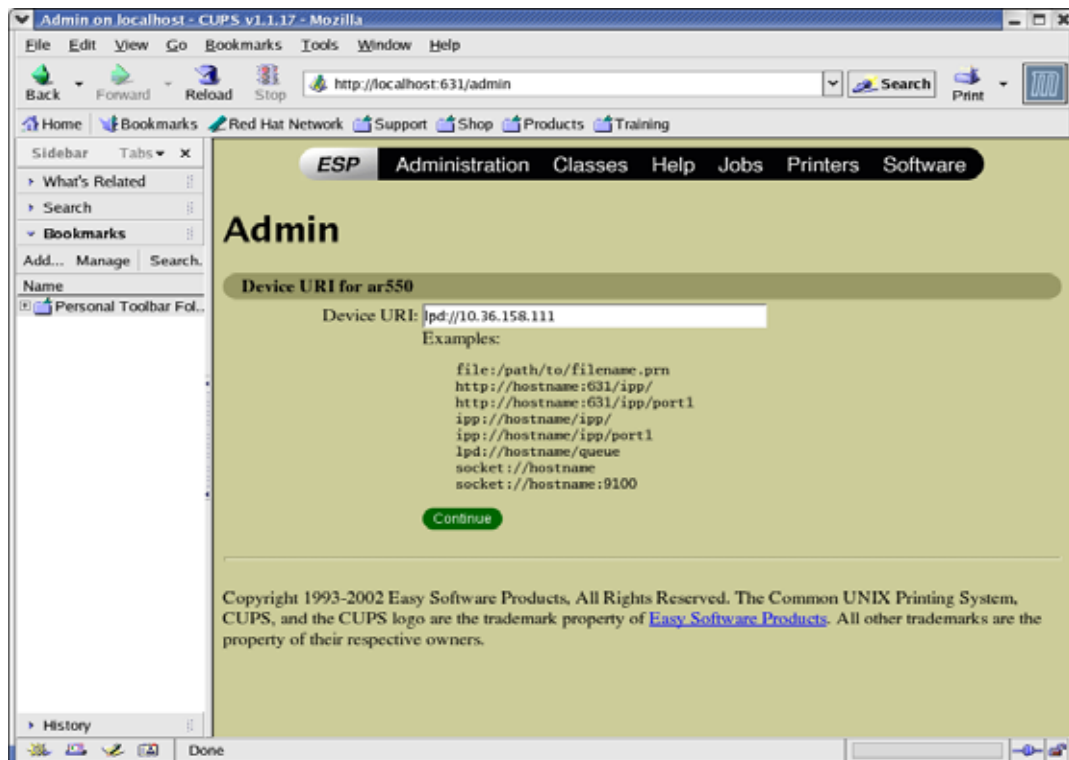 Admin on localhost - CUPS v1.1.17 - Mozilla
File Edit View Go Bookmarks Tools Window Help
Back Forward Reload Stop http://localhost:631/admin Search Print
Home Bookmarks Red Hat Network Support Shop Products Training
Sidebar Tabs
What's Related
Search
Bookmarks
Add... Manage Search.
Name
Personal Toolbar Fol..
History
ESP Administration Classes Help Jobs Printers Software
Admin
Device URI for ar550
Device URI: lpd://10.36.158.111
Examples:
file:/path/to/filename.prn
http://hostname:631/ipp/
http://hostname:631/ipp/port1
ipp://hostname/ipp/
ipp://hostname/ipp/port1
lpd://hostname/queue
socket://hostname
socket://hostname:9100
Continue
Copyright 1993-2002 Easy Software Products, All Rights Reserved. The Common UNIX Printing System,
CUPS, and the CUPS logo are the trademark property of Easy Software Products. All other trademarks are the
property of their respective owners.
Done